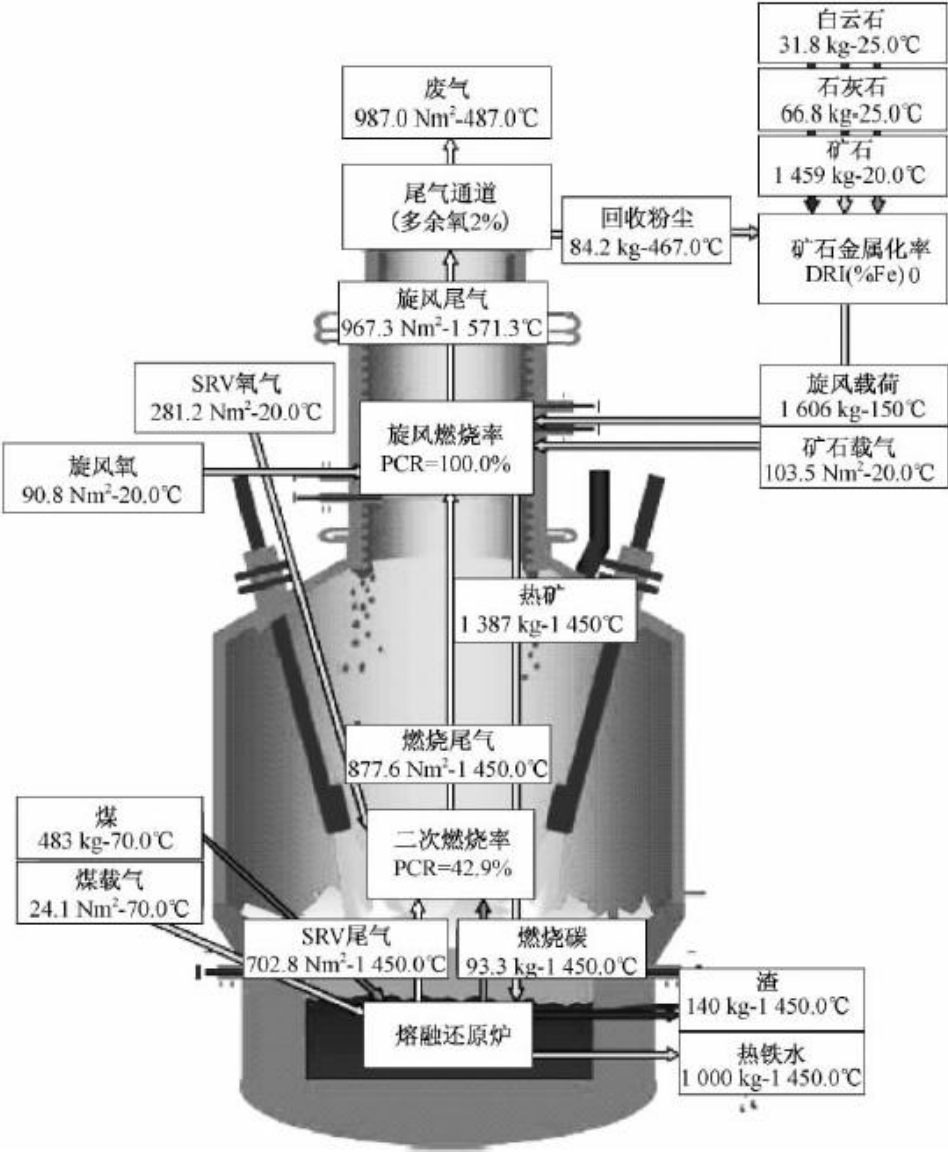 白云石
31.8 kg-25.0℃
石灰石
66.8 kg-25.0℃
矿石
1 459 kg-20.0℃
废气
987.0 Nm²-487.0℃
尾气通道
(多余氧2%)
回收粉尘
84.2 kg-467.0℃
矿石金属化率
DRI(%Fe) 0
旋风尾气
967.3 Nm²-1 571.3℃
SRV氧气
281.2 Nm²-20.0℃
旋风载荷
1 606 kg-150℃
旋风燃烧率
PCR=100.0%
矿石载气
103.5 Nm²-20.0℃
旋风氧
90.8 Nm²-20.0℃
热矿
1 387 kg-1 450℃
燃烧尾气
877.6 Nm²-1 450.0℃
煤
483 kg-70.0℃
二次燃烧率
PCR=42.9%
煤载气
24.1 Nm²-70.0℃
SRV尾气
702.8 Nm²-1 450.0℃
燃烧碳
93.3 kg-1 450.0℃
渣
140 kg-1 450.0℃
熔融还原炉
热铁水
1 000 kg-1 450.0℃